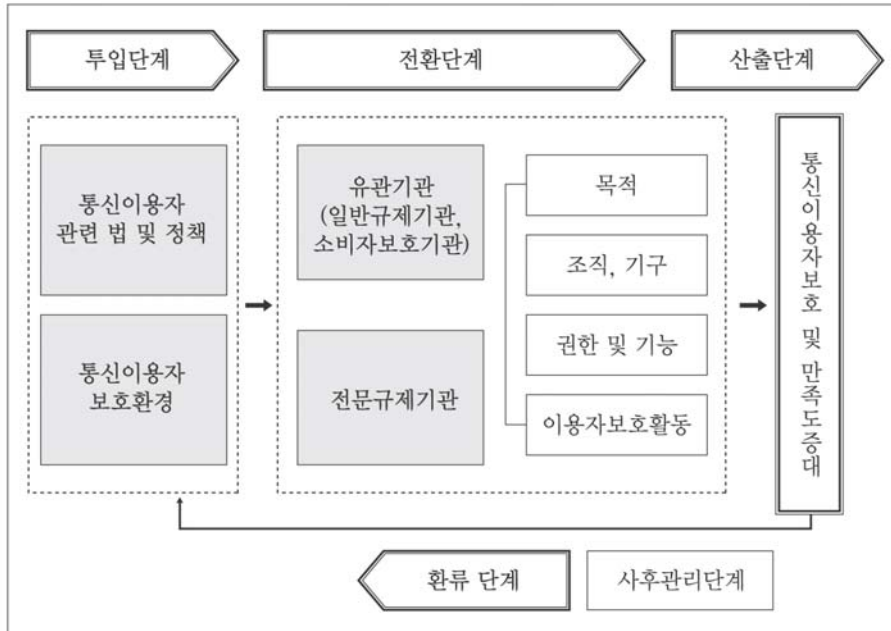 투입단계
전환단계
산출단계
통신이용자
관련 법 및 정책
통신이용자
보호환경
유관기관
(일반규제기관,
소비자보호기관)
전문규제기관
목적
조직, 기구
권한 및 기능
이용자보호활동
통신이용자보호 및 만족도증대
환류 단계
사후관리단계